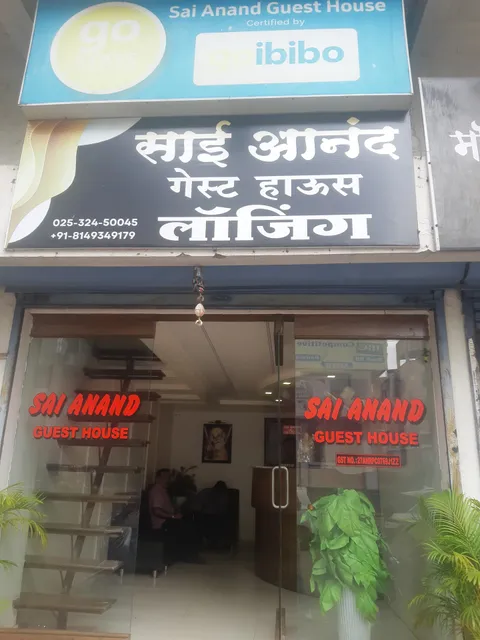 Sai Anand Guest House
Certified by
go
ibibo
साई आनंद
गेस्ट हाऊस
लॉजिंग
025-324-50045
+91-8149349179
SAI ANAND
GUEST HOUSE
SAI ANAND
GUEST HOUSE